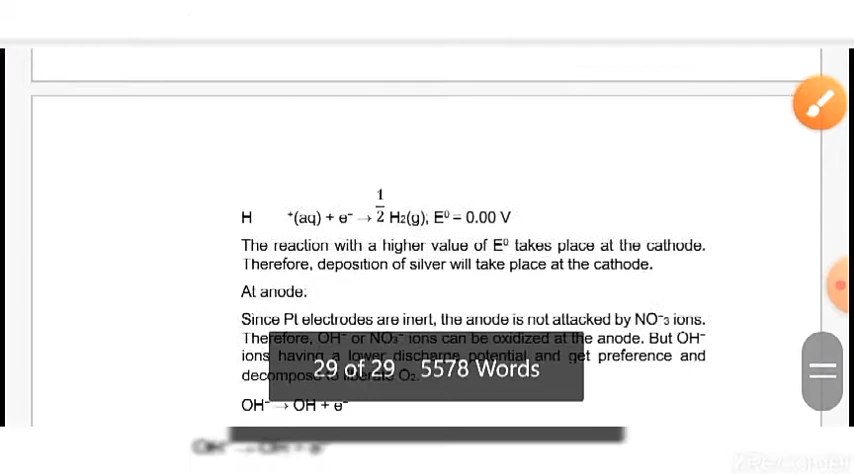 1
H +(aq) + e⁻ → 2 H₂(g); E⁰ = 0.00 V
The reaction with a higher value of E⁰ takes place at the cathode.
Therefore, deposition of silver will take place at the cathode.
At anode:
Since Pt electrodes are inert, the anode is not attacked by NO⁻₃ ions.
Therefore, OH⁻ or NO₃⁻ ions can be oxidized at the anode. But OH⁻
ions having a lower discharge potential and get preference and
decompose to liberate O₂.
29 of 29 5578 Words
OH⁻ → OH + e⁻